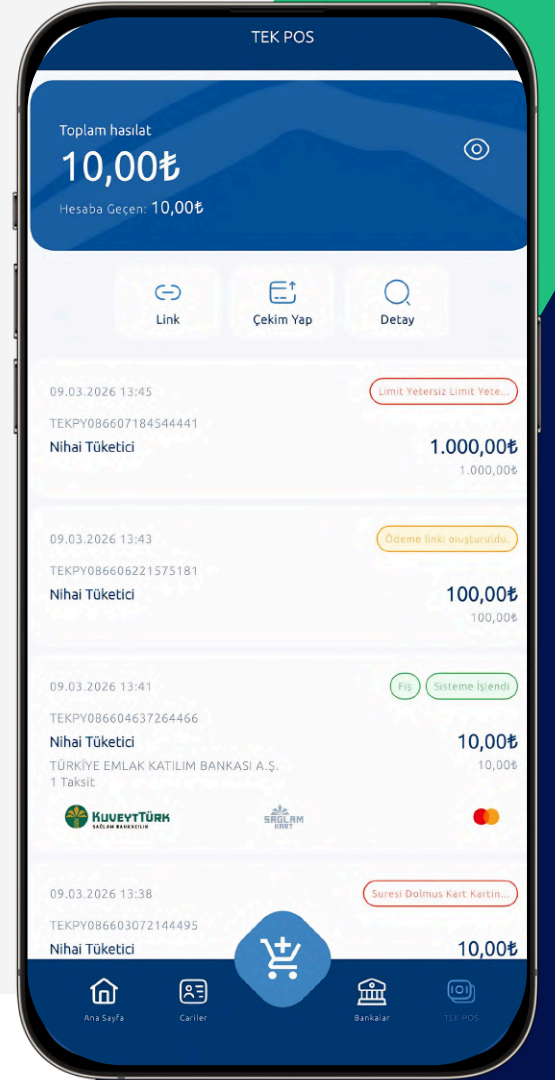 TEK POS
Toplam hasılat
10,00₺
Hesaba Geçen: 10,00₺
Link
Çekim Yap
Detay
09.03.2026 13:45
Limit Yetersiz Limit Yete...
TEKPY086607184544441
Nihai Tüketici
1.000,00₺
1.000,00₺
09.03.2026 13:43
Ödeme linki oluşturuldu.
TEKPY086606221575181
Nihai Tüketici
100,00₺
100,00₺
09.03.2026 13:41
Fiş
Sisteme İşlendi
TEKPY086604637264466
Nihai Tüketici
10,00₺
TÜRKİYE EMLAK KATILIM BANKASI A.Ş.
10,00₺
1 Taksit
KUVEYTTÜRK
SAĞLAM BANKACILIK
SAĞLAM
KART
09.03.2026 13:38
Suresi Dolmus Kart Kartin...
TEKPY086603072144495
Nihai Tüketici
10,00₺
Ana Sayfa
Cariler
Bankalar
TEK POS